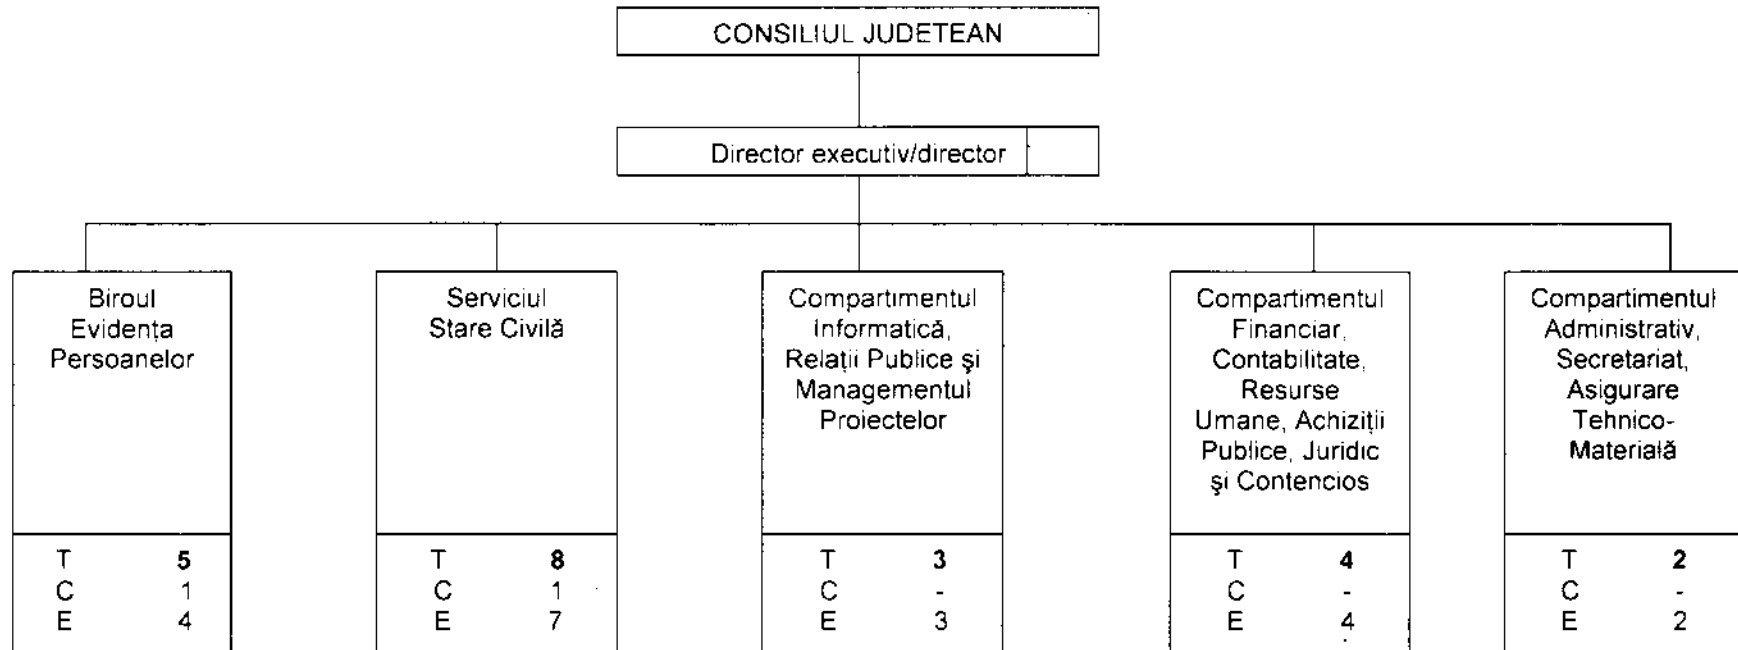 CONSILIUL JUDETEAN
Director executiv/director
Biroul
Evidența
Persoanelor
T 5
C 1
E 4
Serviciul
Stare Civilă
T 8
C 1
E 7
Compartimentul
Informatică,
Relații Publice şi
Managementul
Proiectelor
T 3
C -
E 3
Compartimentul
Financiar,
Contabilitate,
Resurse
Umane, Achiziții
Publice, Juridic
şi Contencios
T 4
C -
E 4
Compartimentul
Administrativ,
Secretariat,
Asigurare
Tehnico-
Materială
T 2
C -
E 2